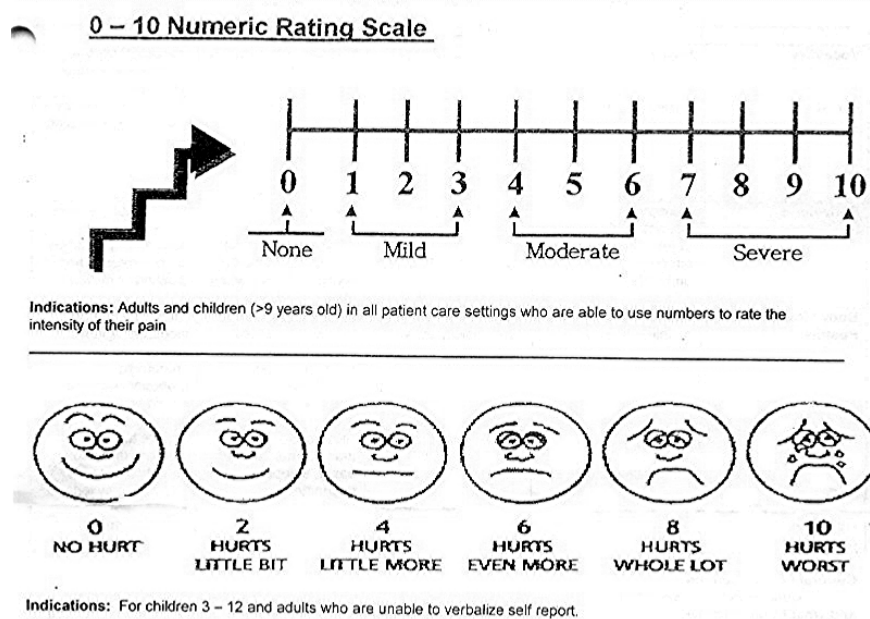 0 – 10 Numeric Rating Scale
0 1 2 3 4 5 6 7 8 9 10
None Mild Moderate Severe
Indications: Adults and children (>9 years old) in all patient care settings who are able to use numbers to rate the
intensity of their pain
0 2 4 6 8 10
NO HURT HURTS HURTS HURTS HURTS HURTS
LITTLE BIT LITTLE MORE EVEN MORE WHOLE LOT WORST
Indications: For children 3 – 12 and adults who are unable to verbalize self report.